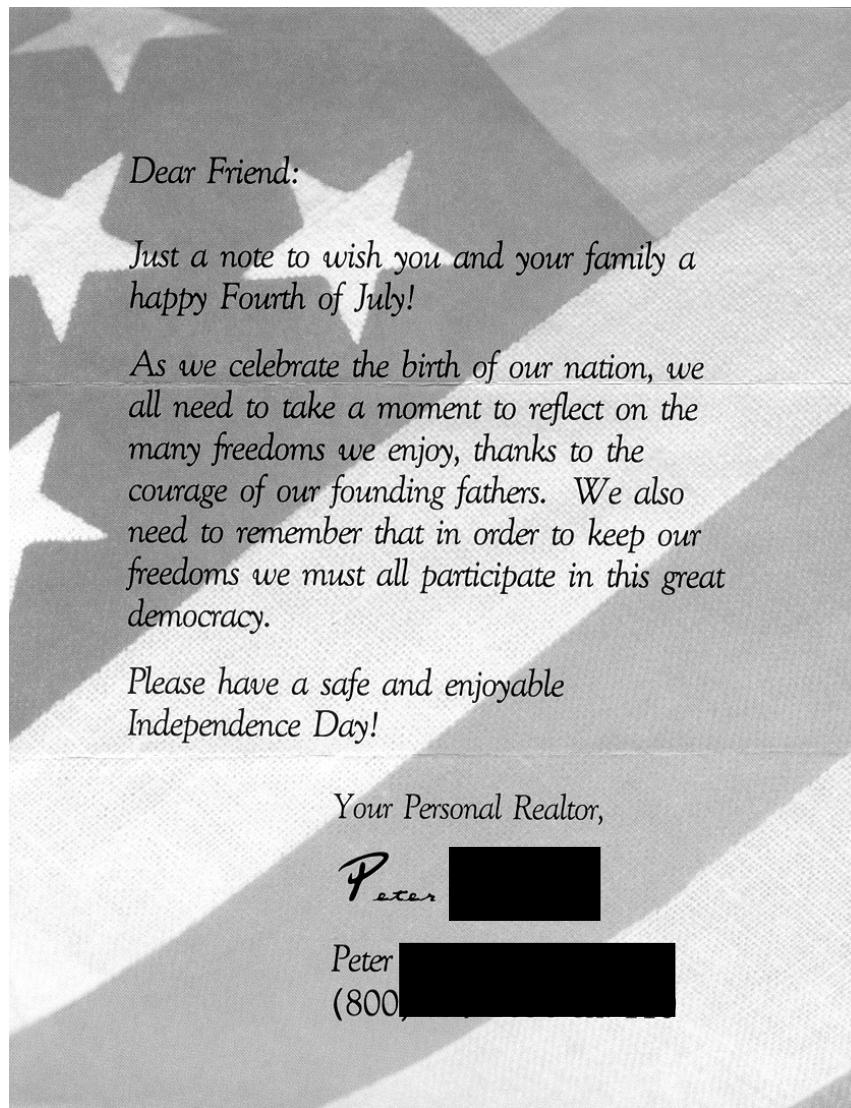 Dear Friend:
Just a note to wish you and your family a
happy Fourth of July!
As we celebrate the birth of our nation, we
all need to take a moment to reflect on the
many freedoms we enjoy, thanks to the
courage of our founding fathers. We also
need to remember that in order to keep our
freedoms we must all participate in this great
democracy.
Please have a safe and enjoyable
Independence Day!
Your Personal Realtor,
Peter
Peter
(800)